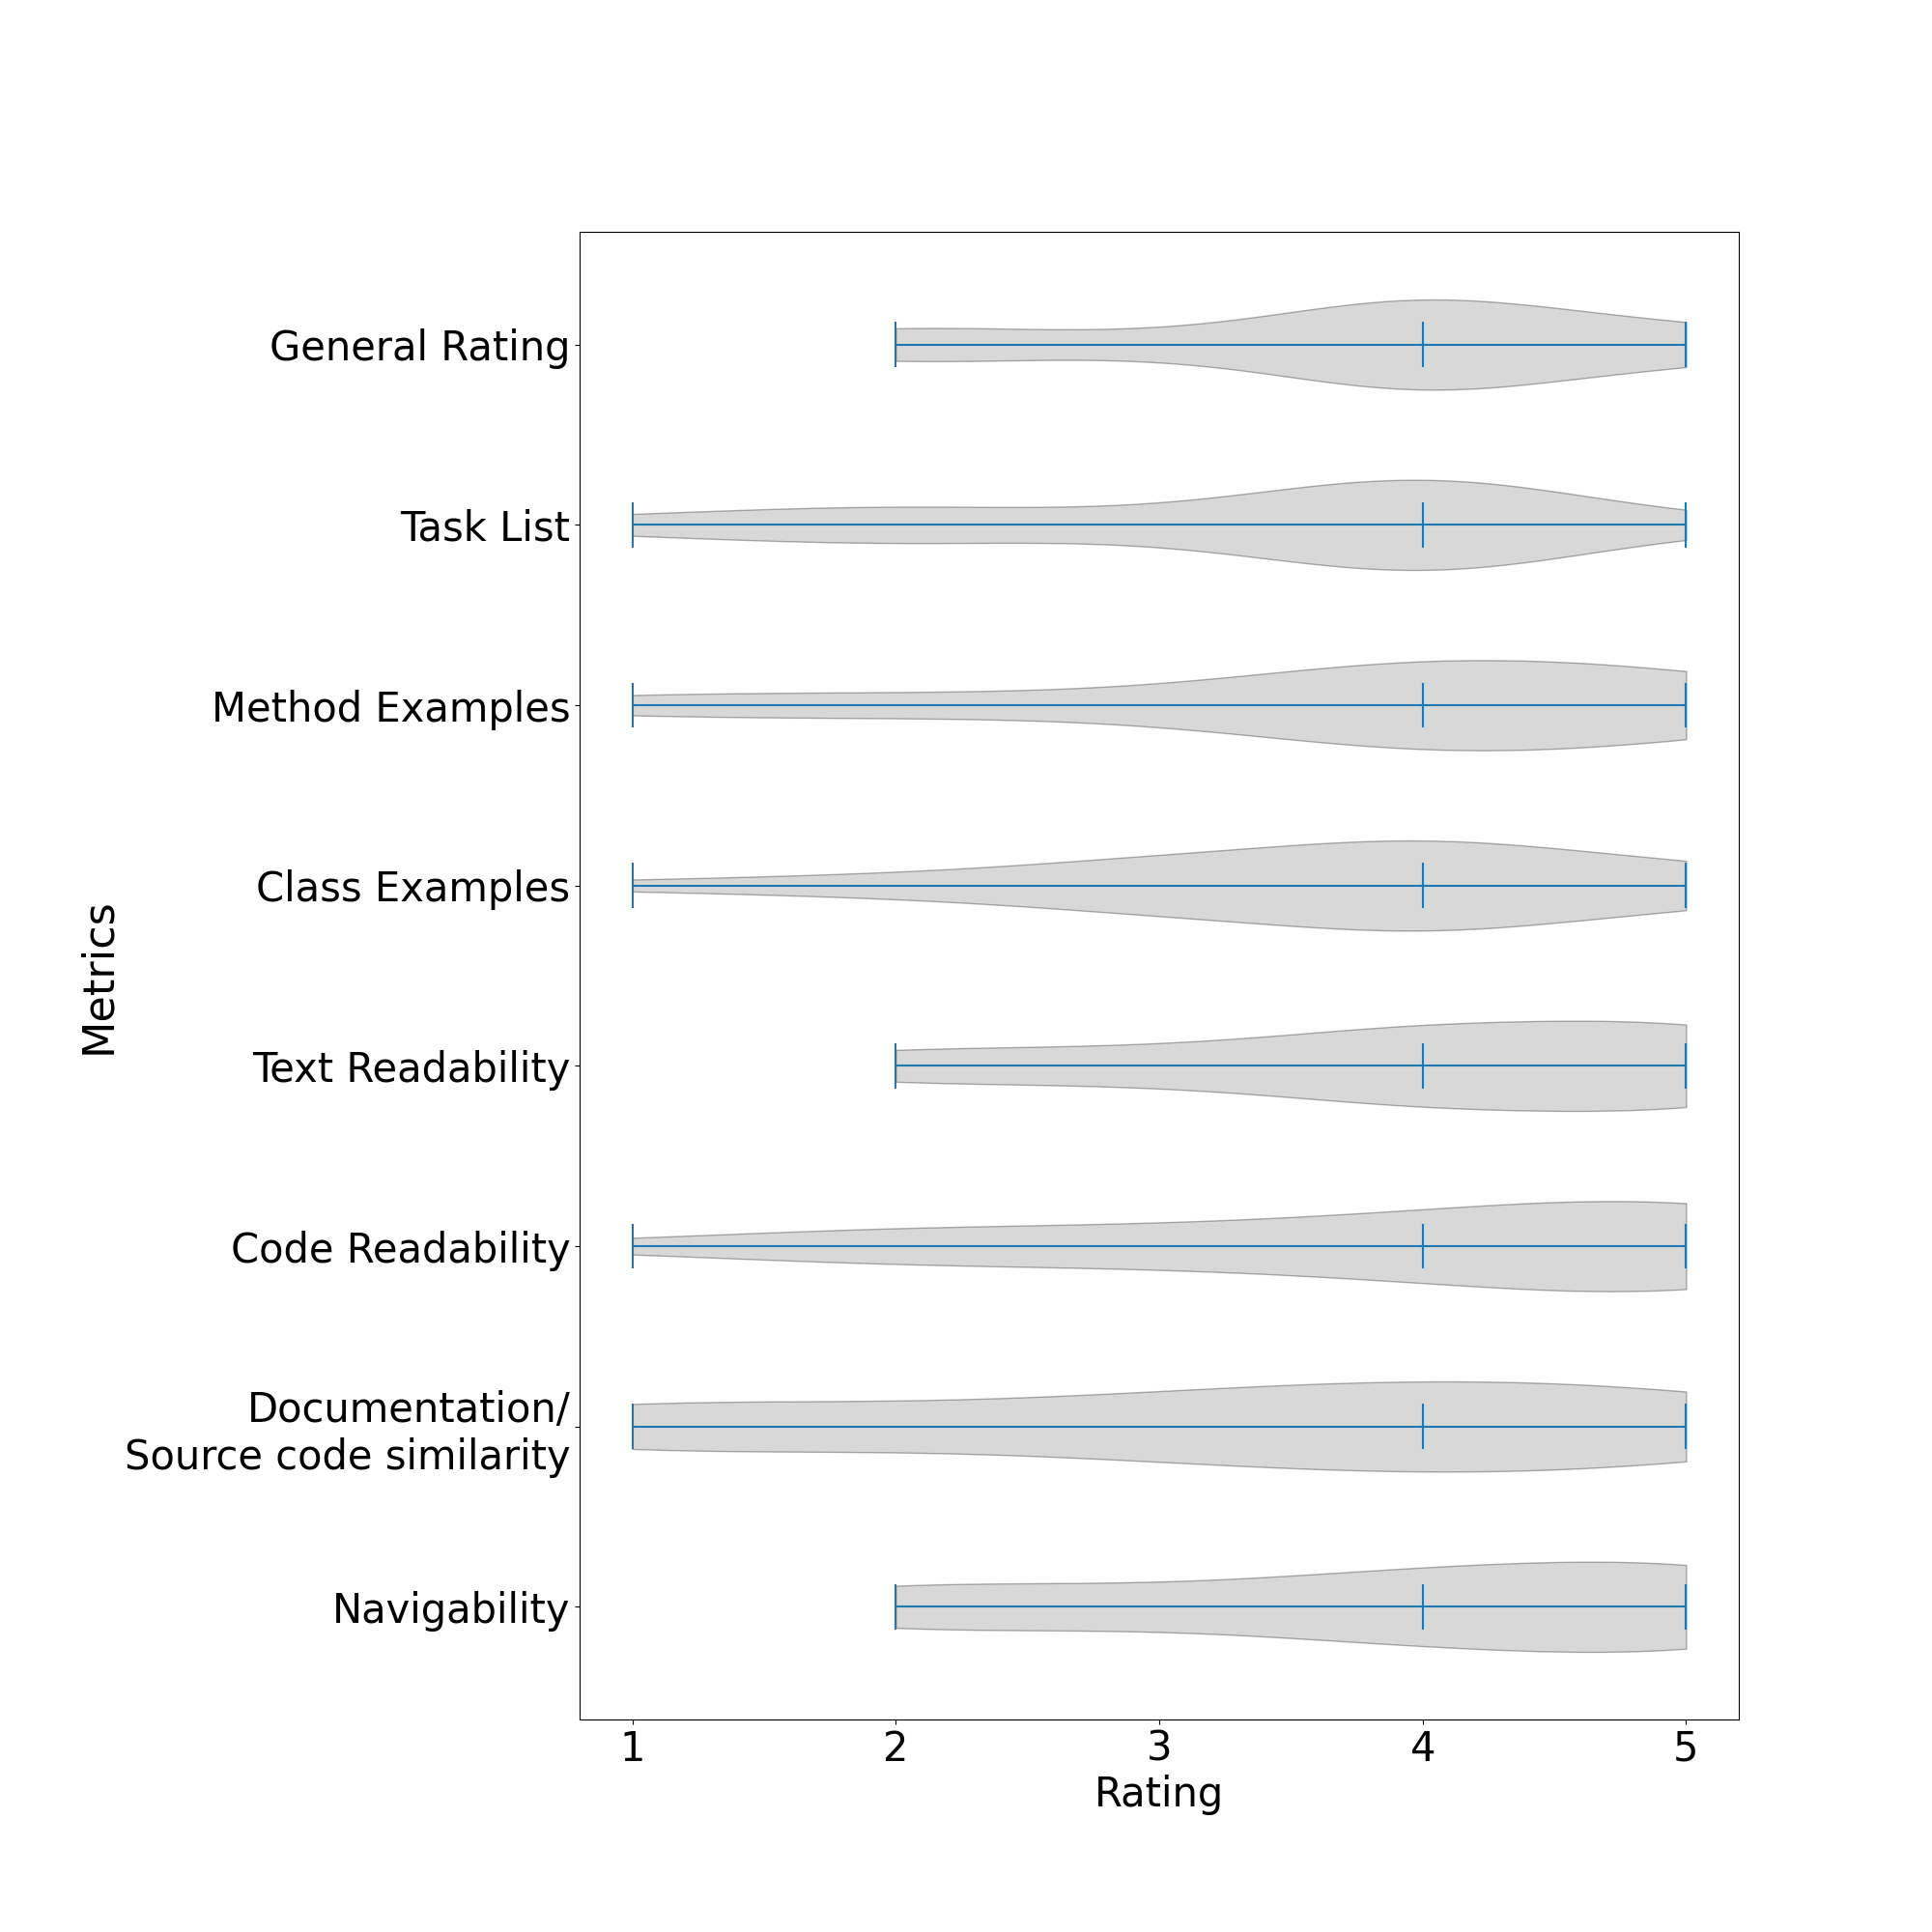 General Rating
Task List
Method Examples
Class Examples
Text Readability
Code Readability
Documentation/
Source code similarity
Navigability
Metrics
1 2 3 4 5
Rating